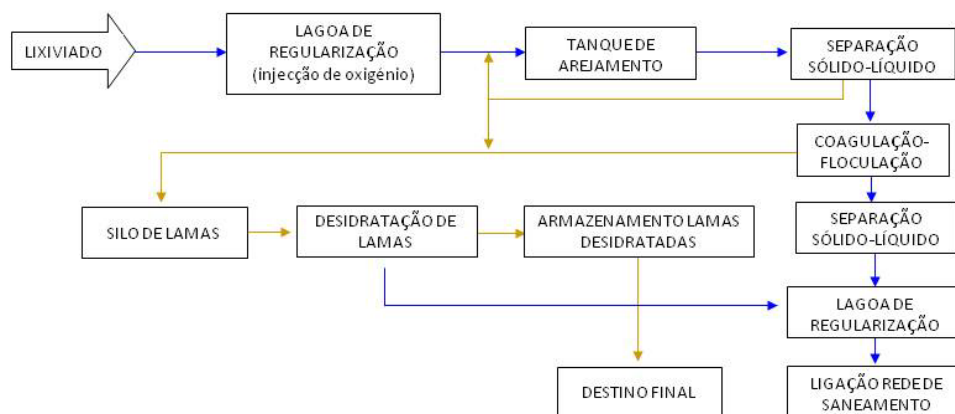 LIXIVIADO
LAGOA DE
REGULARIZAÇÃO
(injecção de oxigénio)
TANQUE DE
AREJAMENTO
SEPARAÇÃO
SÓLIDO-LÍQUIDO
COAGULAÇÃO-
FLOCULAÇÃO
SILO DE LAMAS
DESIDRATAÇÃO DE
LAMAS
ARMAZENAMENTO LAMAS
DESIDRATADAS
SEPARAÇÃO
SÓLIDO-LÍQUIDO
LAGOA DE
REGULARIZAÇÃO
DESTINO FINAL
LIGAÇÃO REDE DE
SANEAMENTO